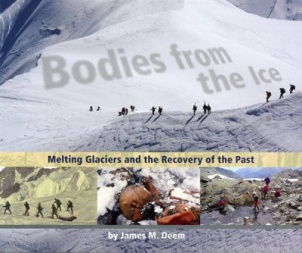 Bodies from
the Ice
Melting Glaciers and the Recovery of the Past
by James M. Deem